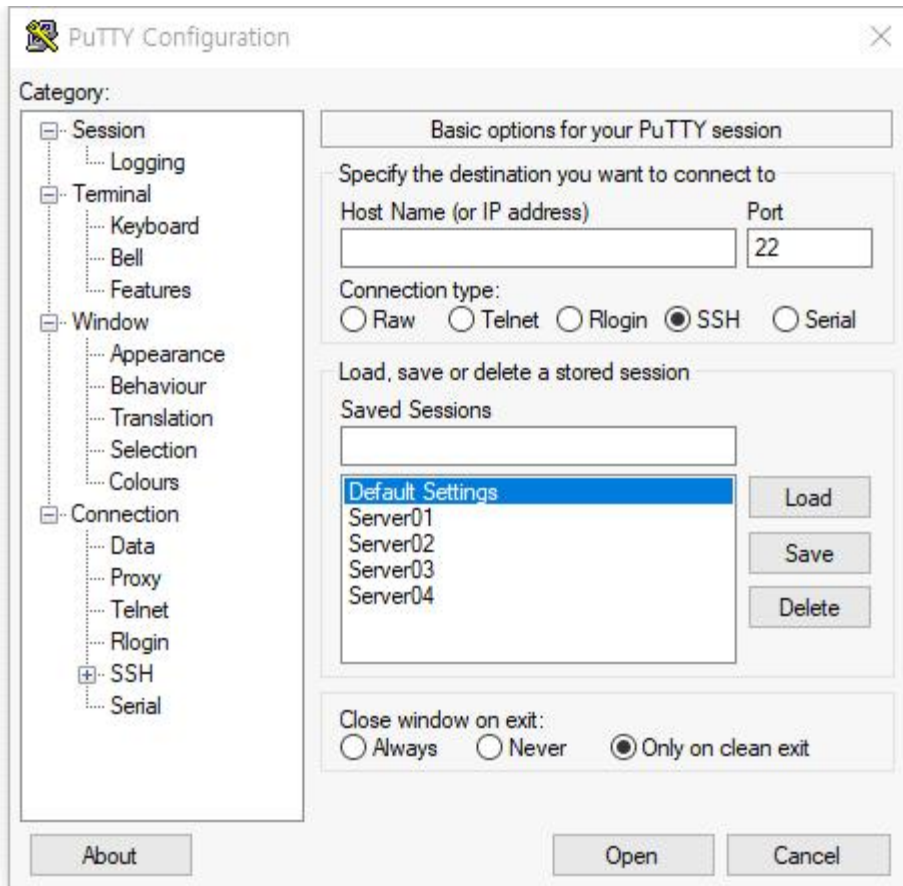 PuTTY Configuration
Category:
Session
Logging
Terminal
Keyboard
Bell
Features
Window
Appearance
Behaviour
Translation
Selection
Colours
Connection
Data
Proxy
Telnet
Rlogin
SSH
Serial
Basic options for your PuTTY session
Specify the destination you want to connect to
Host Name (or IP address) Port
22
Connection type:
Raw Telnet Rlogin SSH Serial
Load, save or delete a stored session
Saved Sessions
Default Settings
Server01
Server02
Server03
Server04
Load
Save
Delete
Close window on exit:
Always Never Only on clean exit
About Open Cancel